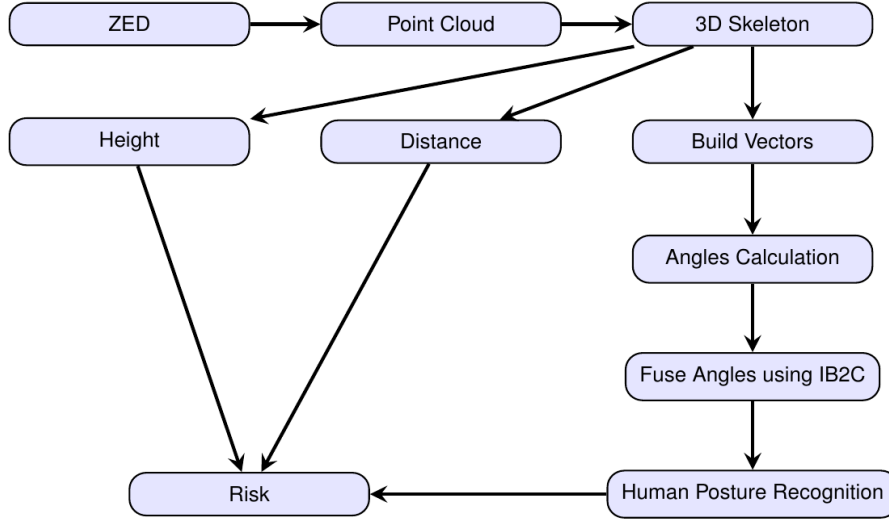 ZED
Point Cloud
3D Skeleton
Height
Distance
Build Vectors
Angles Calculation
Fuse Angles using IB2C
Risk
Human Posture Recognition